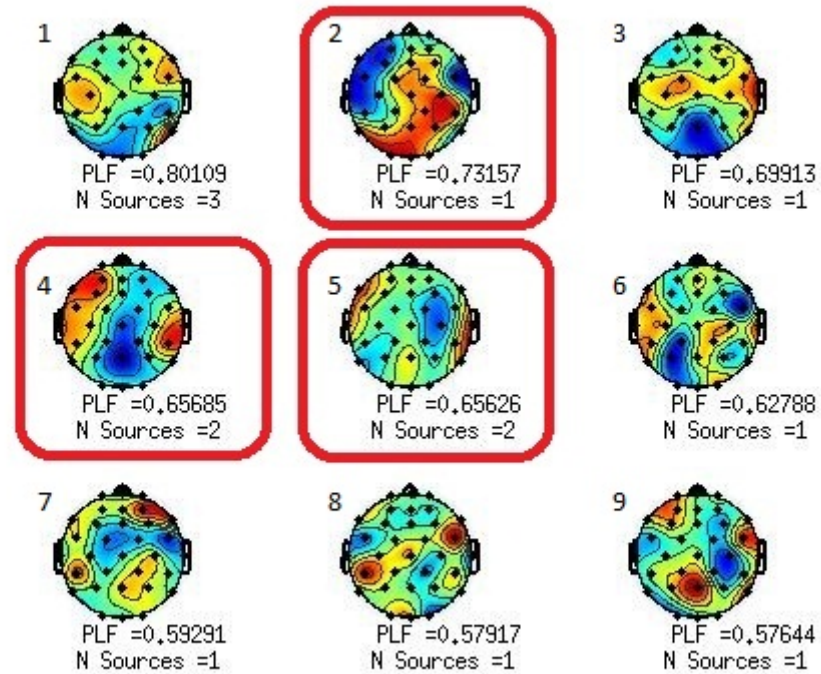 1
2
3
PLF =0.80109
N Sources =3
PLF =0.73157
N Sources =1
PLF =0.69913
N Sources =1
4
5
6
PLF =0.65685
N Sources =2
PLF =0.65626
N Sources =2
PLF =0.62788
N Sources =1
7
8
9
PLF =0.59291
N Sources =1
PLF =0.57917
N Sources =1
PLF =0.57644
N Sources =1